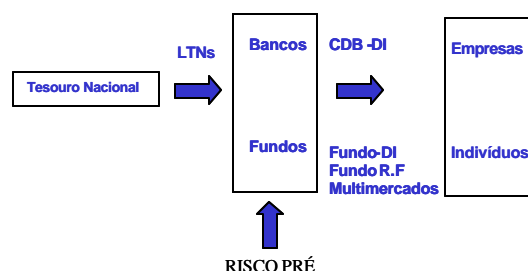 LTNs
Bancos
CDB -DI
Empresas
Tesouro Nacional
Fundos
Fundo-DI
Fundo R.F
Multimercados
Indivíduos
RISCO PRÉ